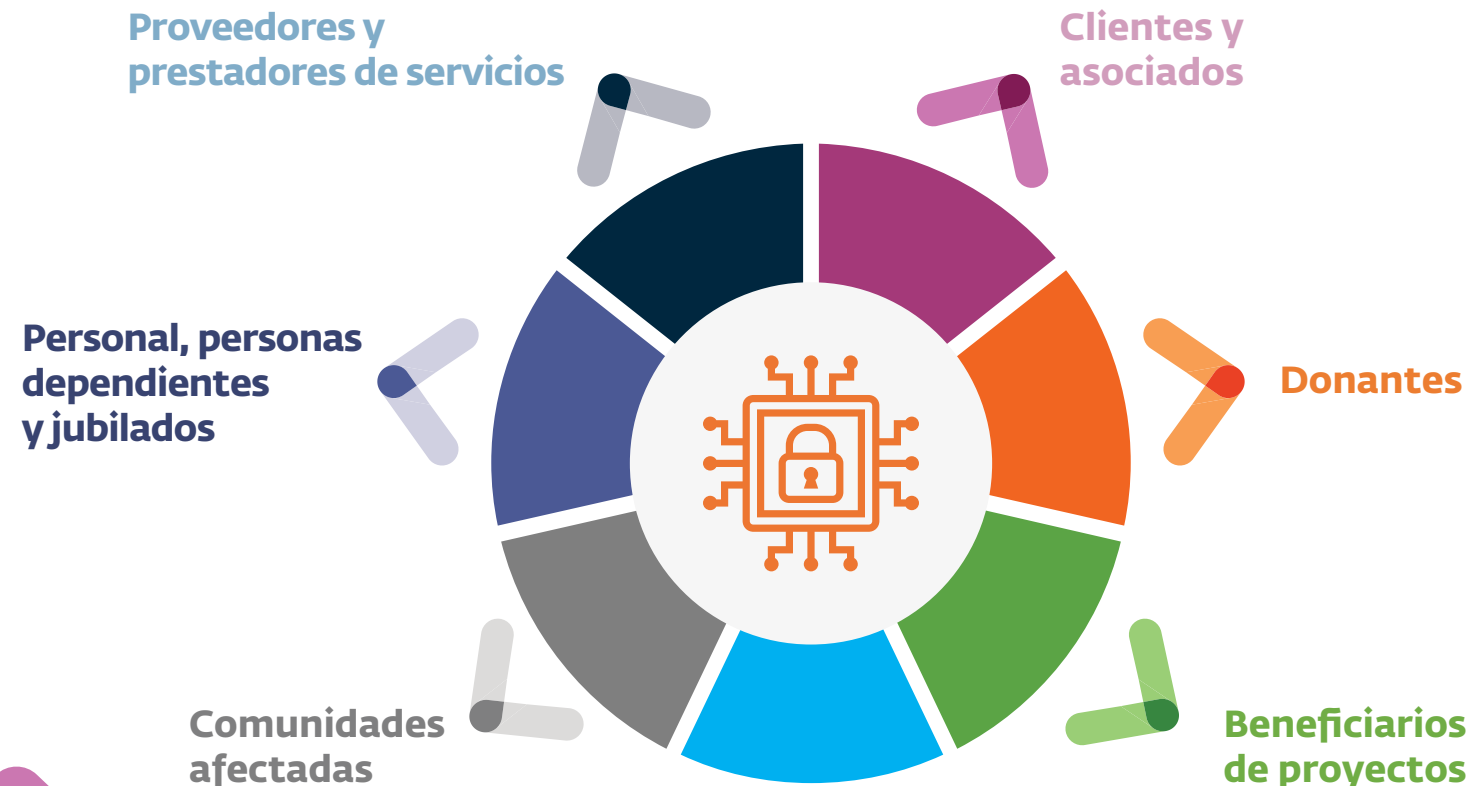 Proveedores y
prestadores de servicios
Clientes y
asociados
Personal, personas
dependientes
y jubilados
Donantes
Comunidades
afectadas
Beneficiarios
de proyectos